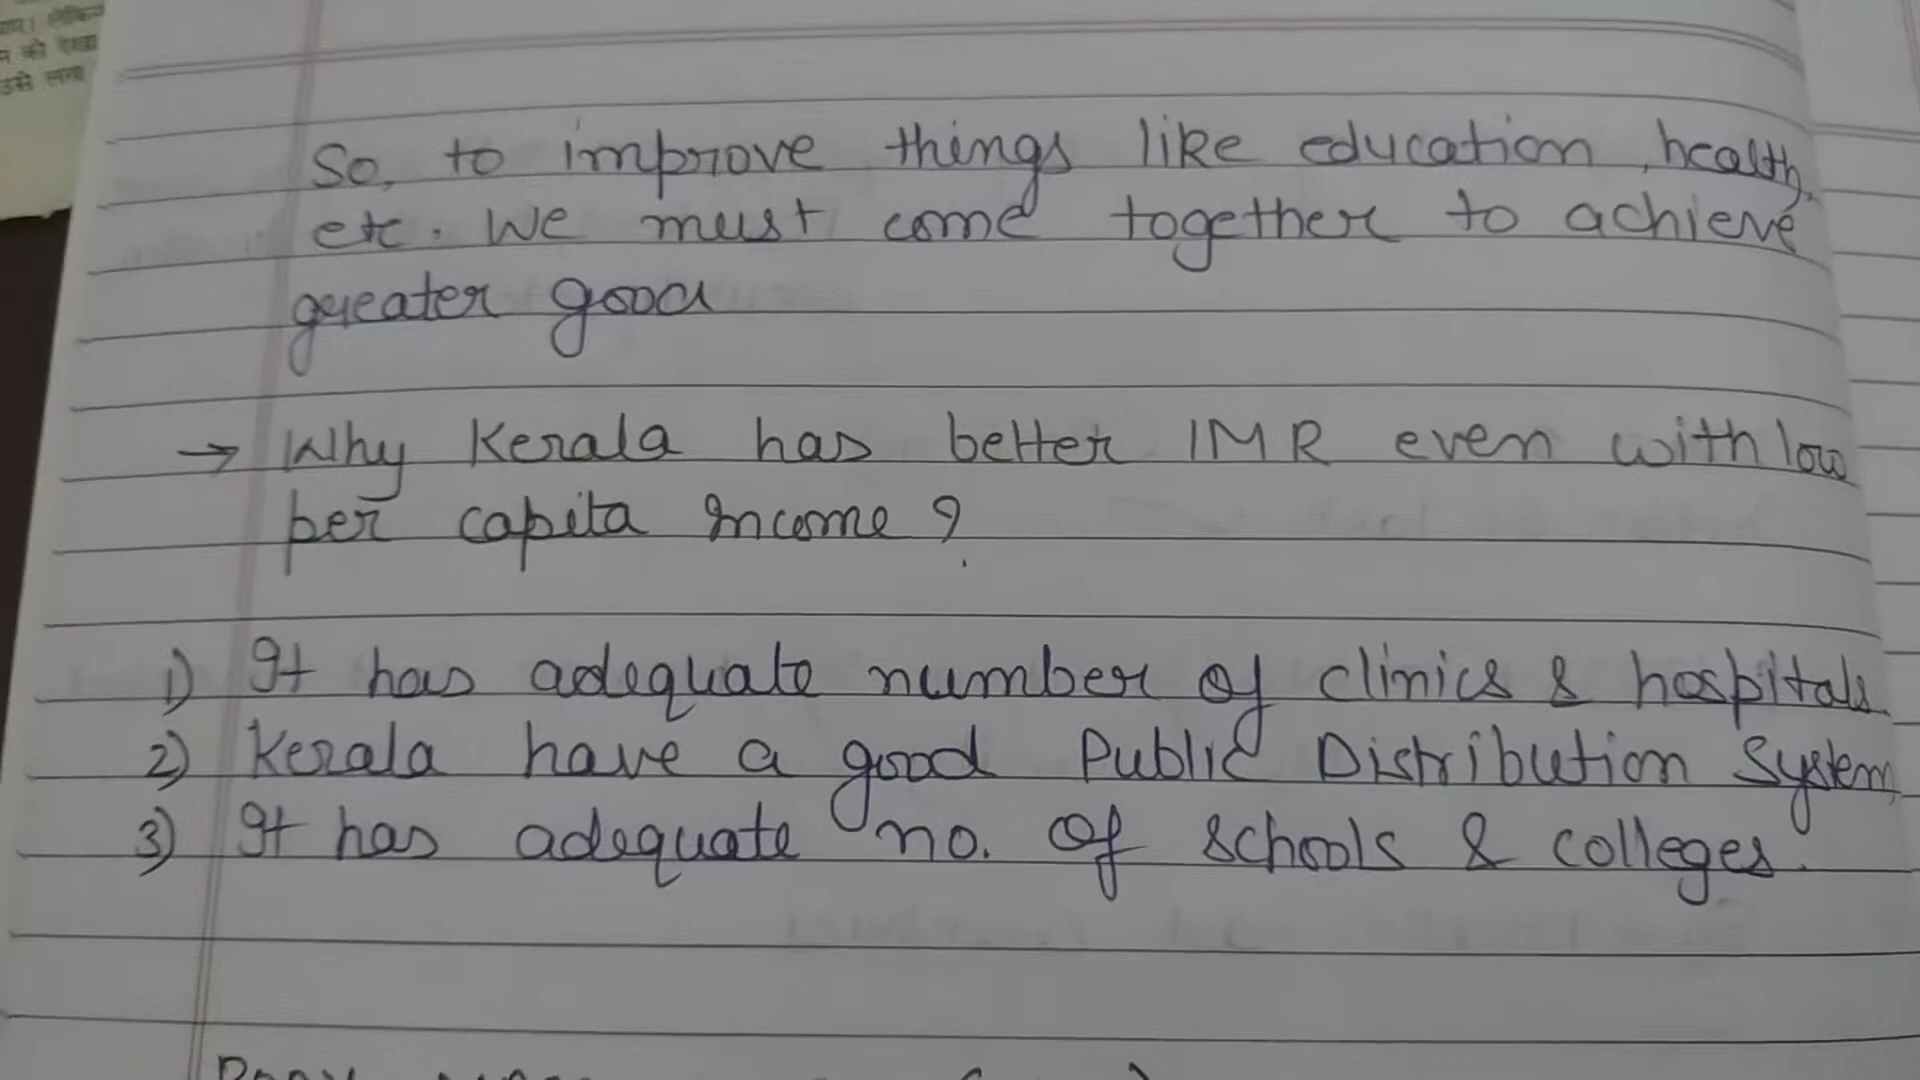 लेकिन
को देखा
उसे लगा
So, to improve things like education, health,
etc. We must come together to achieve
greater good
→ Why Kerala has better IMR even with low
per capita Income ?
1) It has adequate number of clinics & hospitals.
2) Kerala have a good Public Distribution System.
3) It has adequate no. of schools & colleges.